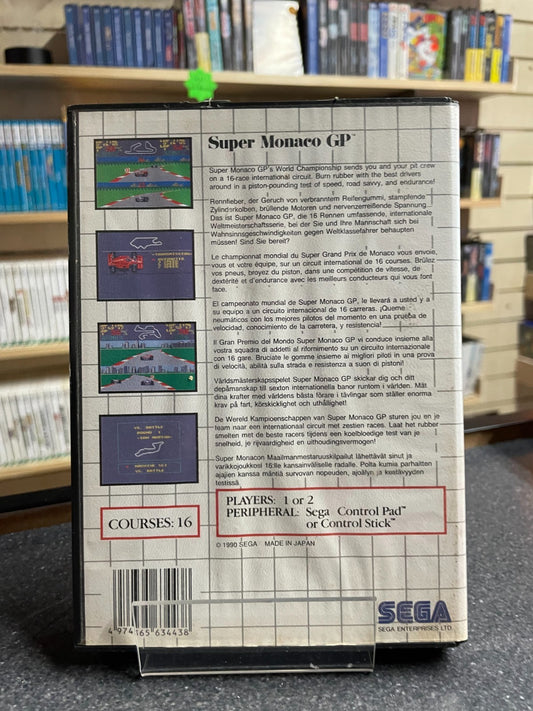 Super Monaco GP™
Super Monaco GP's World Championship sends you and your pit crew
on a 16-race international circuit. Burn rubber with the best drivers
around in a piston-pounding test of speed, road savvy, and endurance!
Rennfieber, der Geruch von verbranntem Reifengummi, stampfende
Zylindorkolben, brüllende Motoren und nervenzerreißende Spannung.
Das ist Super Monaco GP, die 16 Rennen umfassende, internationale
Weltmeisterschaftsserie, bei der Sie und Ihre Mannschaft sich bei
Wahnsinngeschwindigkeiten gegen Weltklassefahrer behaupten
müssen! Sind Sie bereit?
Le championnat mondial du Super Grand Prix de Monaco vous envoie,
vous et votre équipe, sur un circuit international de 16 courses. Brûlez
vos pneus, broyez du piston, dans une compétition de vitesse, de
dextérité et d'endurance avec les meilleurs conducteurs qui vous font
face.
El campeonato mundial de Super Monaco GP, le llevará a usted y a
su equipo a un circuito internacional de 16 carreras. ¡Queme
neumáticos con los mejores pilotos del momento en una prueba de
velocidad, conocimiento de la carretera, y resistencia!
Il Gran Premio del Mondo Super Monaco GP vi conduce insieme alla
vostra squadra di addetti al rifornimento su un circuito internazionale
con 16 gare. Bruciate le gomme insieme ai migliori piloti in una prova
di velocità, abilità sulla strada e resistenza a suon di pistoni!
Världsmästerskapsspelet Super Monaco GP skickar dig och ditt
depåmanskap till sexton internationella banor runtom i världen. Mät
dina krafter med världens bästa förare i tävlingar som ställer enorma
krav på fart, körskicklighet och uthållighet!
De Wereld Kampioenschappen van Super Monaco GP sturen jou en je
team naar een internationaal circuit met zestien races. Laat het rubber
smelten met de beste racers tijdens een koelbloedige test van je
snelheid, je rijvaardigheid en uithoudingsvermogen!
Super Monacon Maailmanmestaruuskilpailut lähettävät sinut ja
varikkojoukkosi 16:lle kansainväliselle radalle. Polta kumia parhaitten
ajajien kanssa mäntiä survovan nopeuden, ajoälyn ja kestävyyden
testissä.
VS. BATTLE
ROUND 1
VS. BATTLE
COURSES: 16
PLAYERS: 1 or 2
PERIPHERAL: Sega Control Pad™
or Control Stick™
© 1990 SEGA MADE IN JAPAN
4 974165 634438
SEGA
SEGA ENTERPRISES LTD.